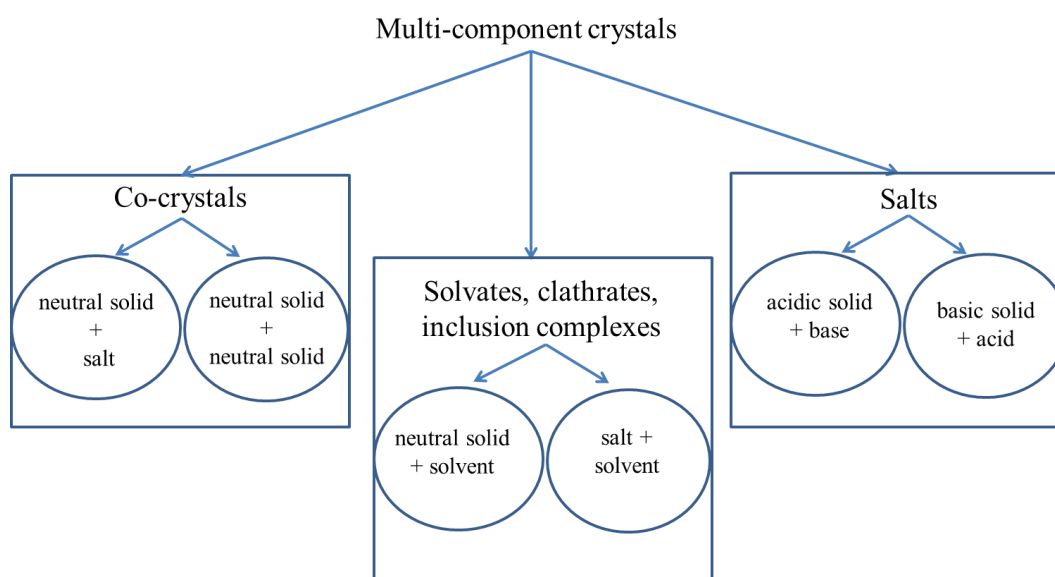 Multi-component crystals
Co-crystals
neutral solid
+
salt
neutral solid
+
neutral solid
Solvates, clathrates,
inclusion complexes
neutral solid
+ solvent
salt +
solvent
Salts
acidic solid
+ base
basic solid
+ acid